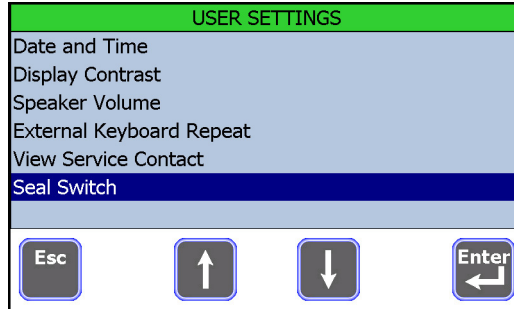 USER SETTINGS
Date and Time
Display Contrast
Speaker Volume
External Keyboard Repeat
View Service Contact
Seal Switch
Esc
Enter